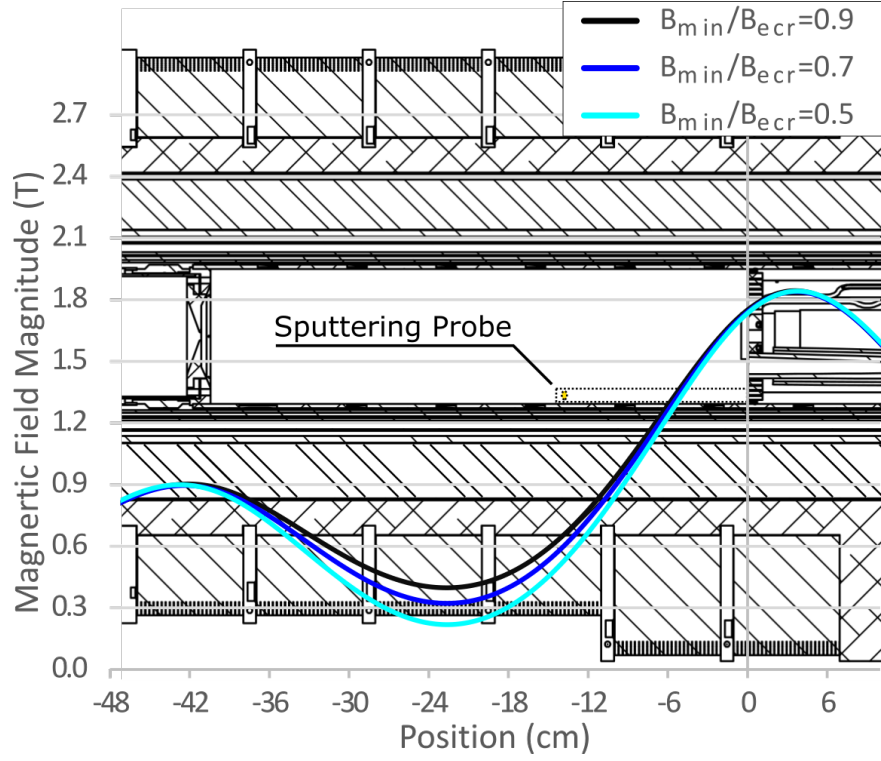 B_min/B_ecr=0.9
B_min/B_ecr=0.7
B_min/B_ecr=0.5
Magnertic Field Magnitude (T)
2.7
2.4
2.1
1.8
1.5
1.2
0.9
0.6
0.3
0.0
Sputtering Probe
-48 -42 -36 -30 -24 -18 -12 -6 0 6
Position (cm)